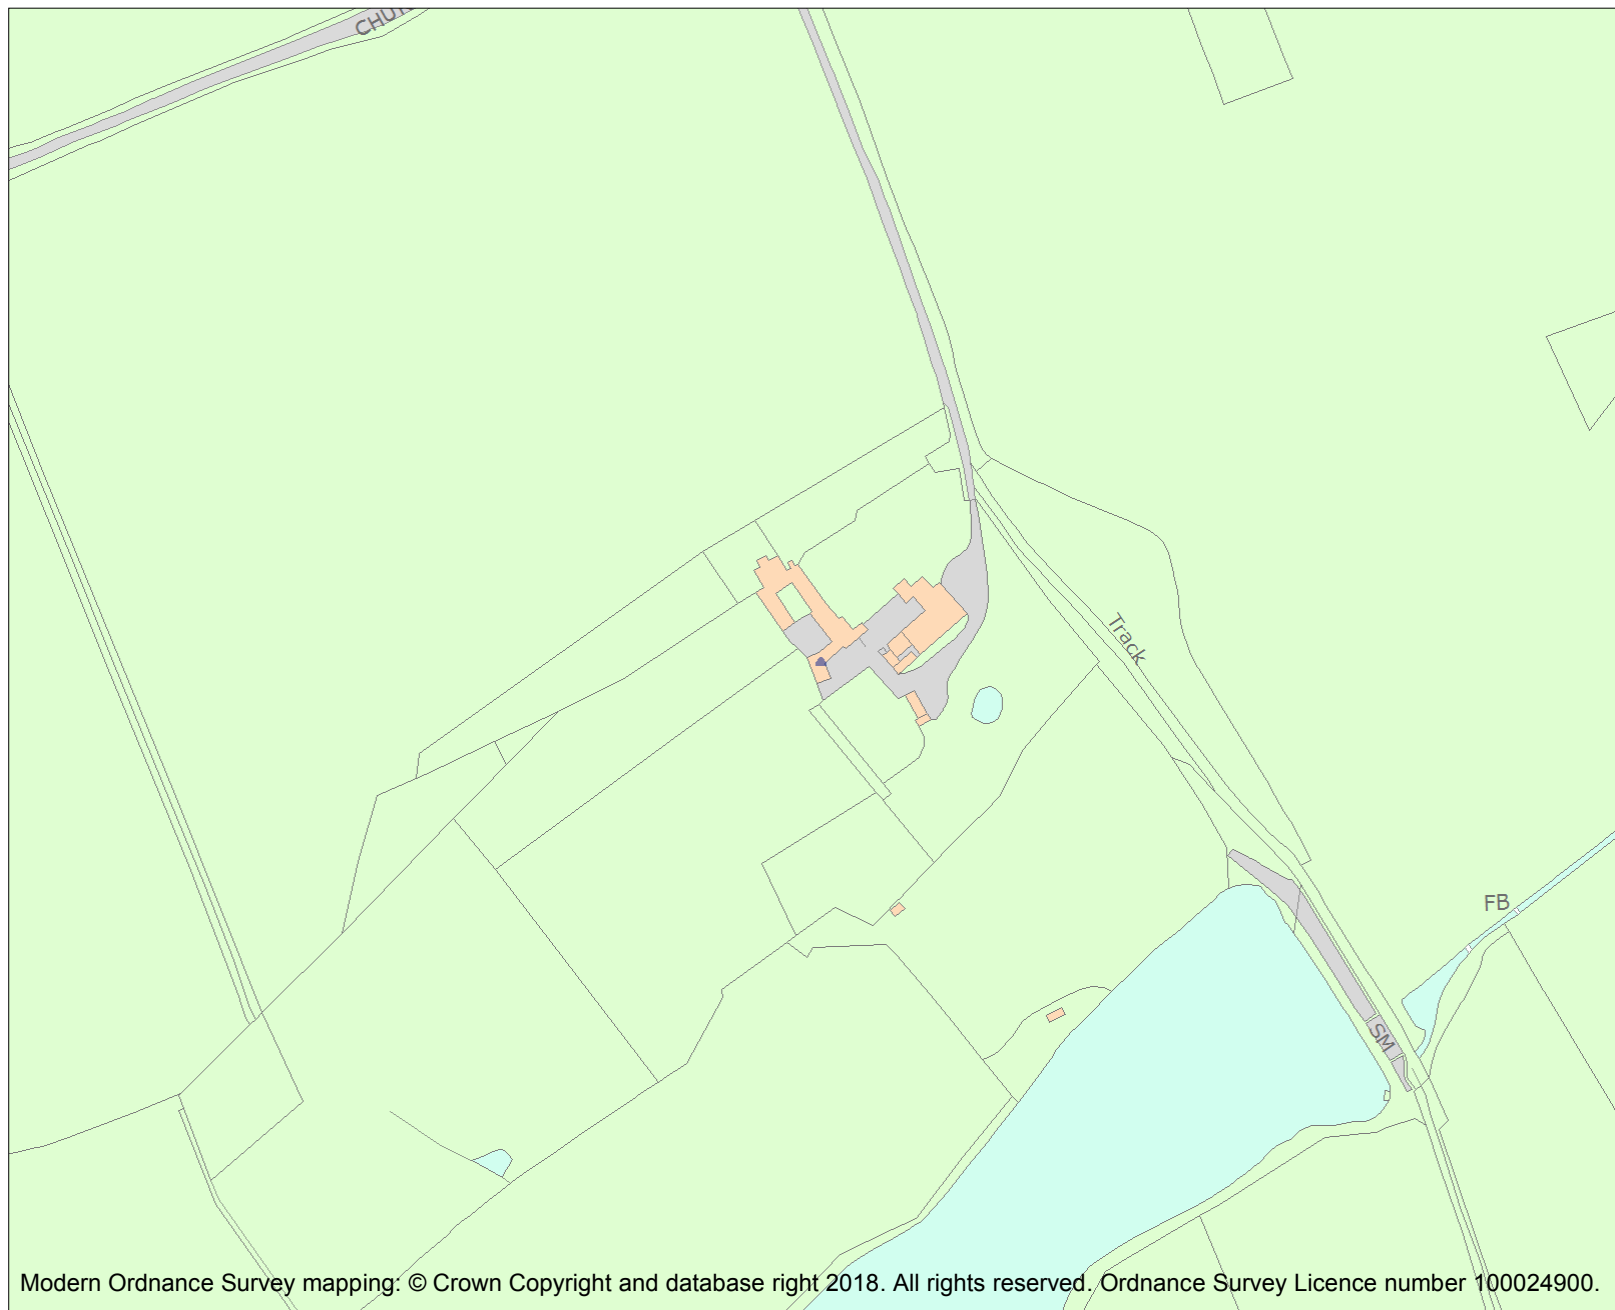 Track
FB
SM
Modern Ordnance Survey mapping: © Crown Copyright and database right 2018. All rights reserved. Ordnance Survey Licence number 100024900.